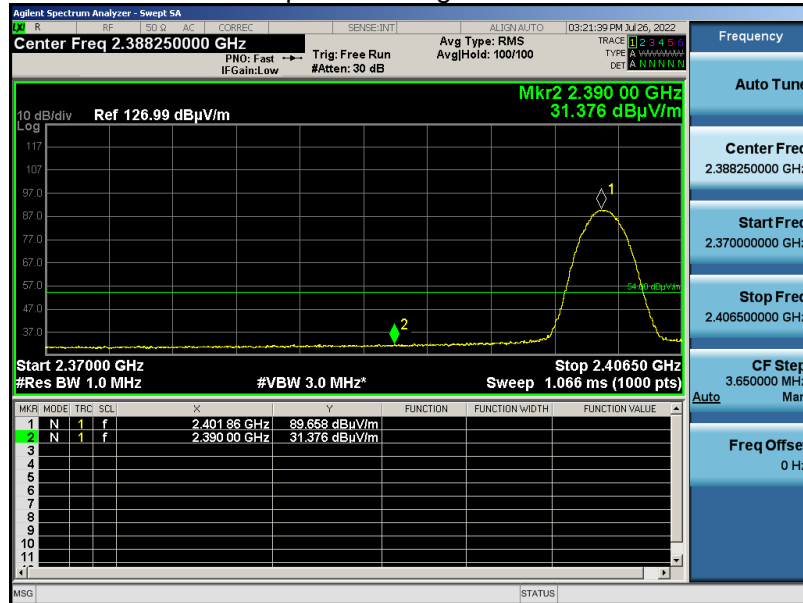 Agilent Spectrum Analyzer - Swept SA
LXI R RF 50 Ω AC CORREC SENSE:INT ALIGN AUTO 03:21:39 PM Jul 26, 2022
Center Freq 2.388250000 GHz
PNO: Fast
IFGain:Low
Trig: Free Run
#Atten: 30 dB
Avg Type: RMS
Avg|Hold: 100/100
TRACE 1 2 3 4 5 6
TYPE A WWWWW
DET A N N N N N
Mkr2 2.390 00 GHz
31.376 dBµV/m
10 dB/div Ref 126.99 dBµV/m
Log
117
107
97.0
87.0
77.0
67.0
57.0
47.0
37.0
1
54.00 dBµV/m
2
Start 2.37000 GHz Stop 2.40650 GHz
#Res BW 1.0 MHz #VBW 3.0 MHz* Sweep 1.066 ms (1000 pts)
MKR MODE TRC SCL X Y FUNCTION FUNCTION WIDTH FUNCTION VALUE
1 N 1 f 2.401 86 GHz 89.658 dBµV/m
2 N 1 f 2.390 00 GHz 31.376 dBµV/m
3
4
5
6
7
8
9
10
11
MSG STATUS
Frequency
Auto Tune
Center Freq
2.388250000 GHz
Start Freq
2.370000000 GHz
Stop Freq
2.406500000 GHz
CF Step
3.650000 MHz
Auto Man
Freq Offset
0 Hz